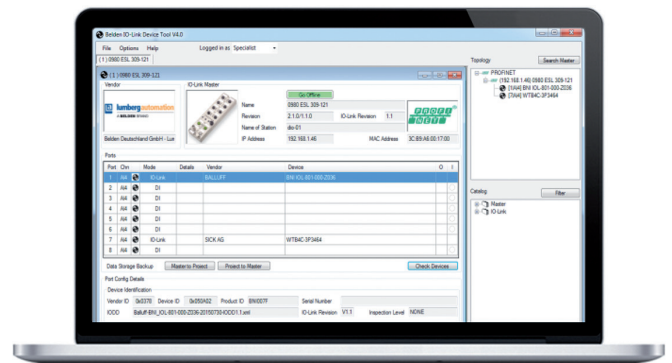 Belden IO-Link Device Tool V4.0
File Options Help Logged in as Specialist
(1) 0980 ESL 309-121
Topology Search Master
PROFINET
(192.168.1.46) 0980 ESL 309-121
[1/A4] BNI IOL-801-000-Z036
[7/A4] WTB4C-3P3464
(1) 0980 ESL 309-121
Vendor IO-Link Master
Go Offline
lumberg automation
A BELDEN BRAND
Name 0980 ESL 309-121
Revision 2.1.0/1.1.0 IO-Link Revision 1.1
PROFI NET
Name of Station div-01
Belden Deutschland GmbH - Lum IP Address 192.168.1.46 MAC Address 3C:B9:A6:00:17:00
Ports
Port Chn Mode Details Vendor Device O I
1 A/4 IO-Link BALLUFF BNI IOL-801-000-Z036
2 A/4 DI
3 A/4 DI
4 A/4 DI
5 A/4 DI
6 A/4 DI
7 A/4 IO-Link SICK AG WTB4C-3P3464
8 A/4 DI
Catalog Filter
Master
IO-Link
Data Storage Backup Master to Project Project to Master Check Devices
Port Config Details
Device Identification
Vendor ID 0x0378 Device ID 0x050A02 Product ID BNI007F Serial Number
IODD Balluff-BNI_IOL-801-000-Z036-20150730-IODD1.1.xml IO-Link Revision V1.1 Inspection Level NONE